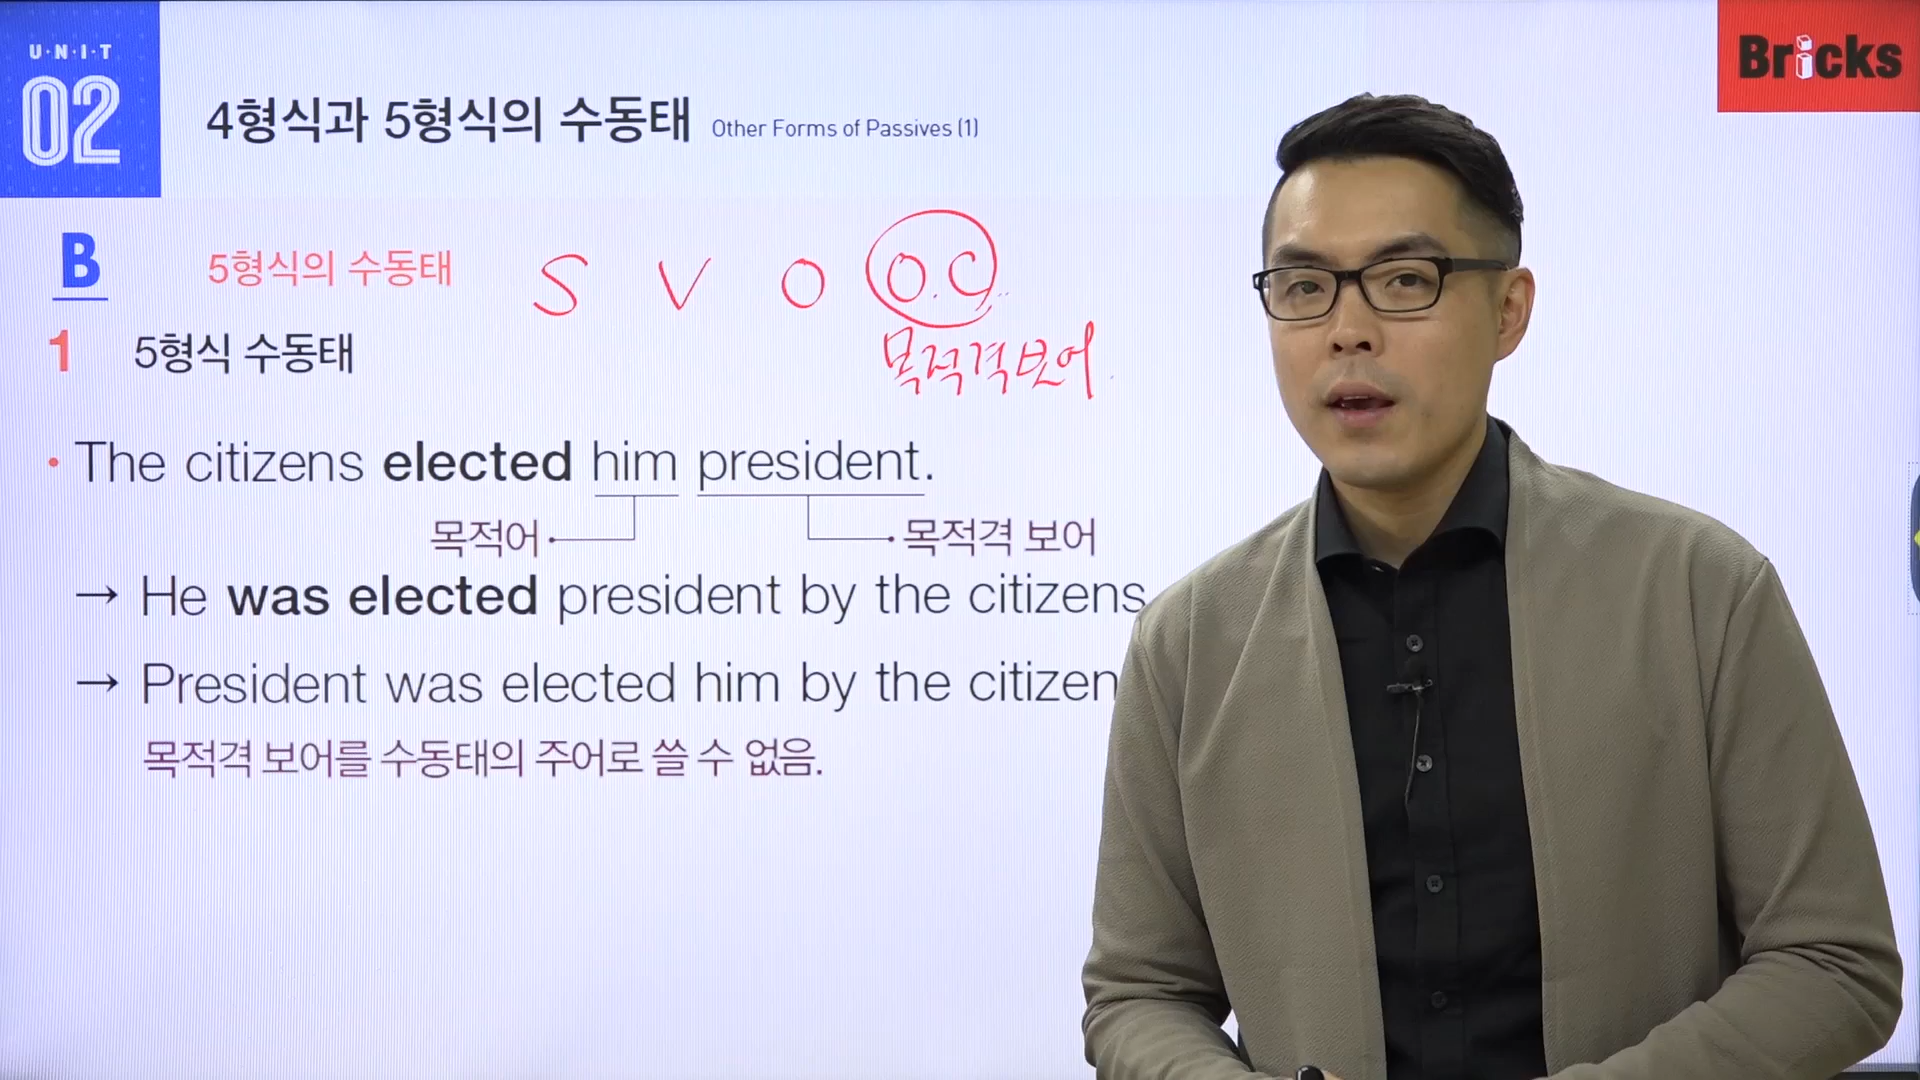 U·N·I·T
02
Bricks
4형식과 5형식의 수동태 Other Forms of Passives (1)
B 5형식의 수동태 S V O O.C
목적격보어
1 5형식 수동태
• The citizens elected him president.
목적어 목적격 보어
→ He was elected president by the citizens
→ President was elected him by the citizen
목적격 보어를 수동태의 주어로 쓸 수 없음.